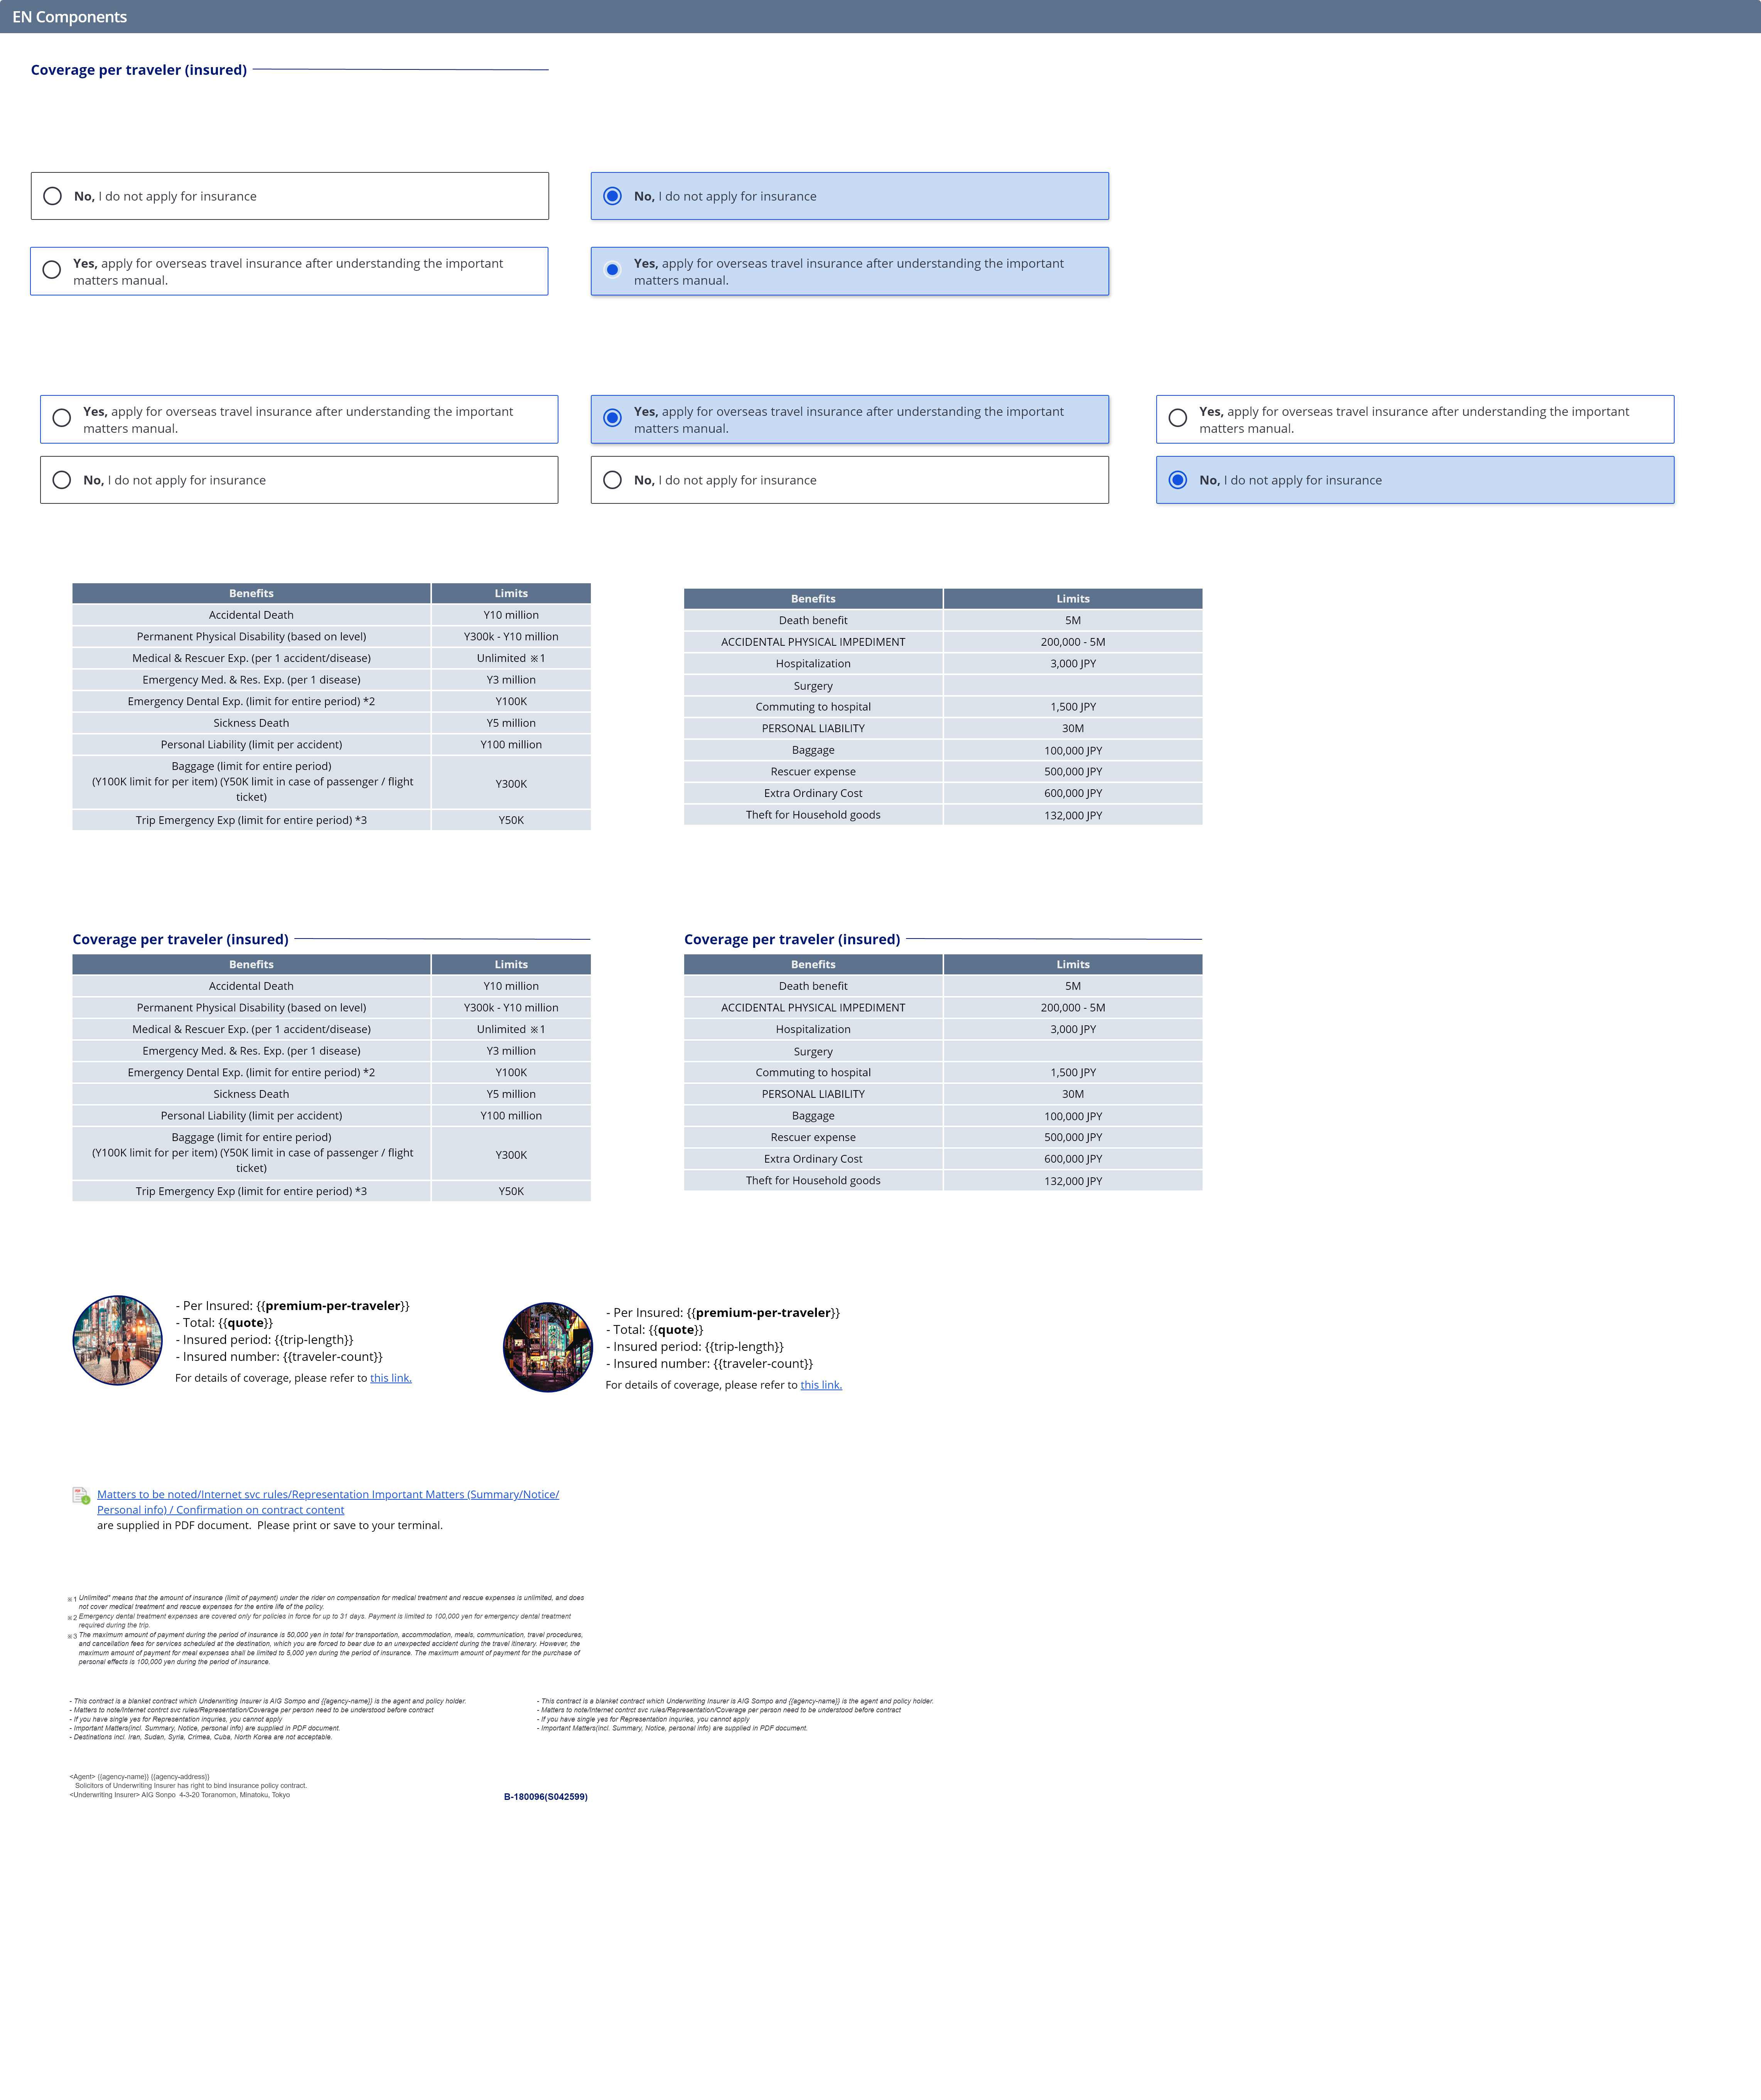 EN Components
Coverage per traveler (insured)
No, I do not apply for insurance
No, I do not apply for insurance
Yes, apply for overseas travel insurance after understanding the important
matters manual.
Yes, apply for overseas travel insurance after understanding the important
matters manual.
Yes, apply for overseas travel insurance after understanding the important
matters manual.
Yes, apply for overseas travel insurance after understanding the important
matters manual.
Yes, apply for overseas travel insurance after understanding the important
matters manual.
No, I do not apply for insurance
No, I do not apply for insurance
No, I do not apply for insurance
Benefits Limits
Accidental Death Y10 million
Permanent Physical Disability (based on level) Y300k - Y10 million
Medical & Rescuer Exp. (per 1 accident/disease) Unlimited ※1
Emergency Med. & Res. Exp. (per 1 disease) Y3 million
Emergency Dental Exp. (limit for entire period) *2 Y100K
Sickness Death Y5 million
Personal Liability (limit per accident) Y100 million
Baggage (limit for entire period)
(Y100K limit for per item) (Y50K limit in case of passenger / flight
ticket)
Y300K
Trip Emergency Exp (limit for entire period) *3 Y50K
Benefits Limits
Death benefit 5M
ACCIDENTAL PHYSICAL IMPEDIMENT 200,000 - 5M
Hospitalization 3,000 JPY
Surgery
Commuting to hospital 1,500 JPY
PERSONAL LIABILITY 30M
Baggage 100,000 JPY
Rescuer expense 500,000 JPY
Extra Ordinary Cost 600,000 JPY
Theft for Household goods 132,000 JPY
Coverage per traveler (insured)
Benefits Limits
Accidental Death Y10 million
Permanent Physical Disability (based on level) Y300k - Y10 million
Medical & Rescuer Exp. (per 1 accident/disease) Unlimited ※1
Emergency Med. & Res. Exp. (per 1 disease) Y3 million
Emergency Dental Exp. (limit for entire period) *2 Y100K
Sickness Death Y5 million
Personal Liability (limit per accident) Y100 million
Baggage (limit for entire period)
(Y100K limit for per item) (Y50K limit in case of passenger / flight
ticket)
Y300K
Trip Emergency Exp (limit for entire period) *3 Y50K
Coverage per traveler (insured)
Benefits Limits
Death benefit 5M
ACCIDENTAL PHYSICAL IMPEDIMENT 200,000 - 5M
Hospitalization 3,000 JPY
Surgery
Commuting to hospital 1,500 JPY
PERSONAL LIABILITY 30M
Baggage 100,000 JPY
Rescuer expense 500,000 JPY
Extra Ordinary Cost 600,000 JPY
Theft for Household goods 132,000 JPY
- Per Insured: {{premium-per-traveler}}
- Total: {{quote}}
- Insured period: {{trip-length}}
- Insured number: {{traveler-count}}
For details of coverage, please refer to this link.
- Per Insured: {{premium-per-traveler}}
- Total: {{quote}}
- Insured period: {{trip-length}}
- Insured number: {{traveler-count}}
For details of coverage, please refer to this link.
Matters to be noted/Internet svc rules/Representation Important Matters (Summary/Notice/
Personal info) / Confirmation on contract content
are supplied in PDF document. Please print or save to your terminal.
※1 Unlimited" means that the amount of insurance (limit of payment) under the rider on compensation for medical treatment and rescue expenses is unlimited, and does
not cover medical treatment and rescue expenses for the entire life of the policy.
※2 Emergency dental treatment expenses are covered only for policies in force for up to 31 days. Payment is limited to 100,000 yen for emergency dental treatment
required during the trip.
※3 The maximum amount of payment during the period of insurance is 50,000 yen in total for transportation, accommodation, meals, communication, travel procedures,
and cancellation fees for services scheduled at the destination, which you are forced to bear due to an unexpected accident during the travel itinerary. However, the
maximum amount of payment for meal expenses shall be limited to 5,000 yen during the period of insurance. The maximum amount of payment for the purchase of
personal effects is 100,000 yen during the period of insurance.
- This contract is a blanket contract which Underwriting Insurer is AIG Sompo and {{agency-name}} is the agent and policy holder.
- Matters to note/Internet contrct svc rules/Representation/Coverage per person need to be understood before contract
- If you have single yes for Representation inquries, you cannot apply
- Important Matters(incl. Summary, Notice, personal info) are supplied in PDF document.
- Destinations incl. Iran, Sudan, Syria, Crimea, Cuba, North Korea are not acceptable.
- This contract is a blanket contract which Underwriting Insurer is AIG Sompo and {{agency-name}} is the agent and policy holder.
- Matters to note/Internet contrct svc rules/Representation/Coverage per person need to be understood before contract
- If you have single yes for Representation inquries, you cannot apply
- Important Matters(incl. Summary, Notice, personal info) are supplied in PDF document.
<Agent> {{agency-name}} {{agency-address}}
Solicitors of Underwriting Insurer has right to bind insurance policy contract.
<Underwriting Insurer> AIG Sonpo 4-3-20 Toranomon, Minatoku, Tokyo
B-180096(S042599)